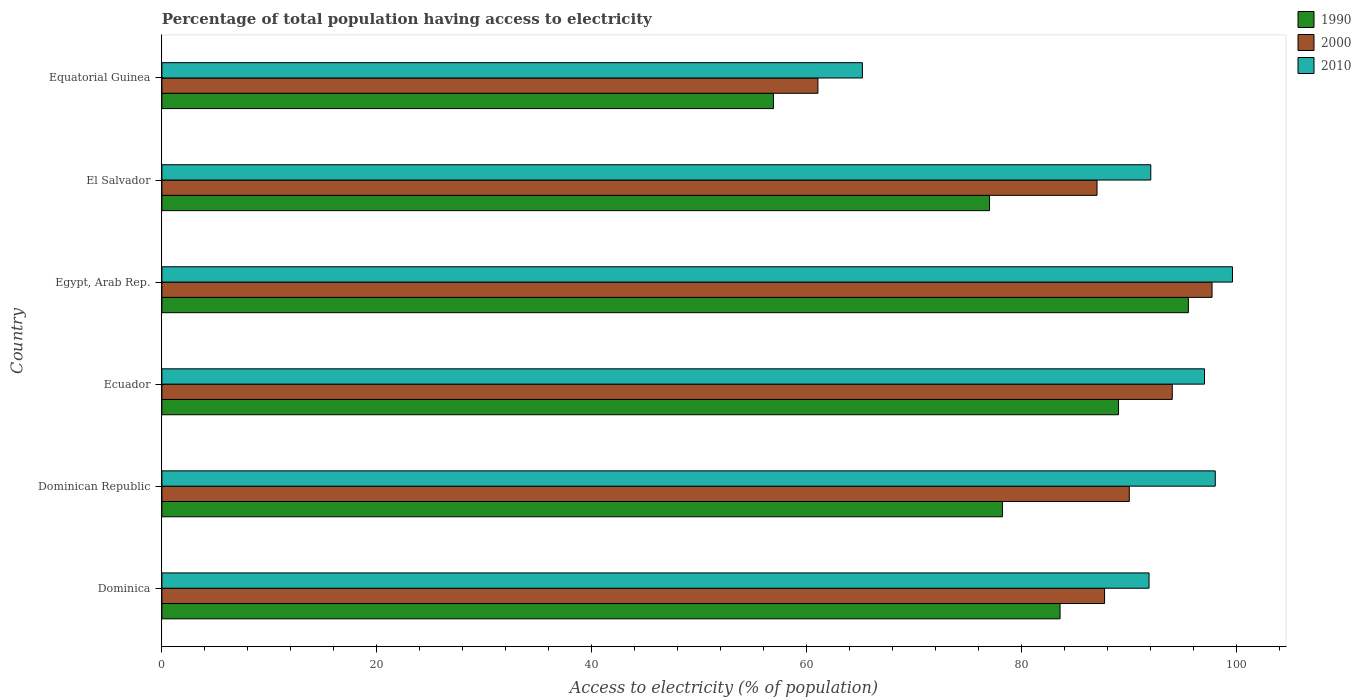 Percentage of total population having access to electricity
1990
2000
2010
Country
Equatorial Guinea
El Salvador
Egypt, Arab Rep.
Ecuador
Dominican Republic
Dominica
0
20
40
60
80
100
Access to electricity (% of population)